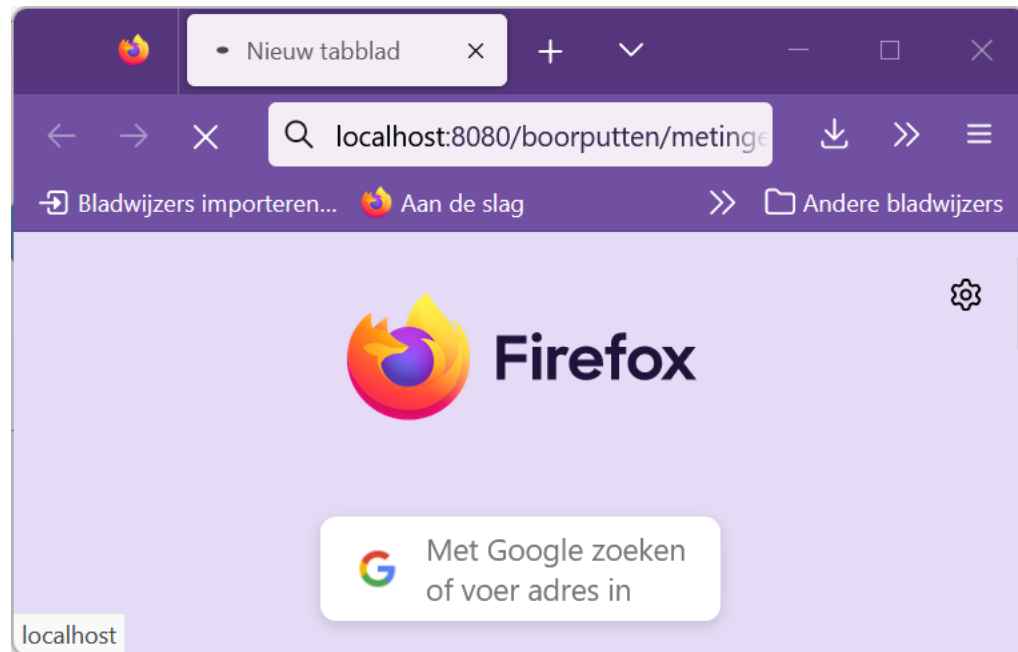 Nieuw tabblad
localhost:8080/boorputten/metinge
Bladwijzers importeren... Aan de slag Andere bladwijzers
Firefox
Met Google zoeken
of voer adres in
localhost